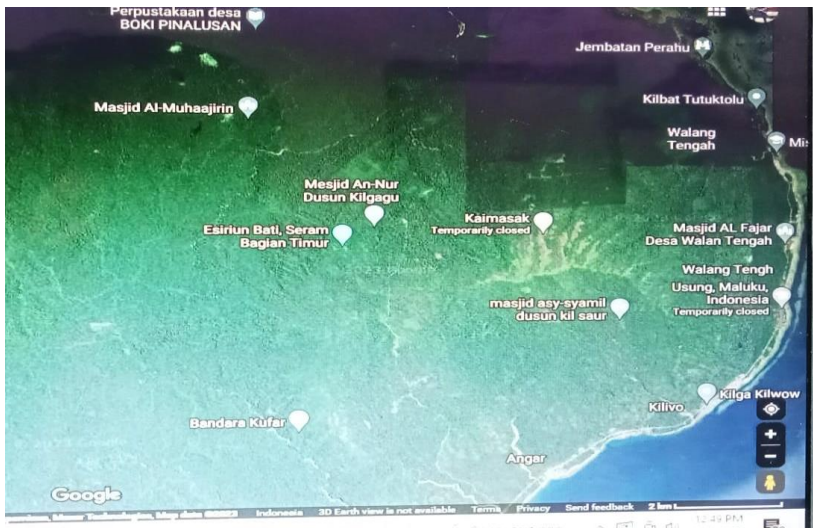 Perpustakaan desa
BOKI PINALUSAN
Jembatan Perahu
Masjid Al-Muhaajirin
Kilbat Tutuktolu
Walang
Tengah
Mesjid An-Nur
Dusun Kilgagu
Kaimasak
Temporarily closed
Esiriun Bati, Seram
Bagian Timur
Masjid AL Fajar
Desa Walan Tengah
Walang Tengh
Usung, Maluku,
Indonesia
Temporarily closed
masjid asy-syamil
dusun kil saur
Kilga Kilwow
Kilivo
Bandara Kufar
Angar
Google
Indonesia
3D Earth view is not available
Terms
Privacy
Send feedback
2 km
12:49 PM